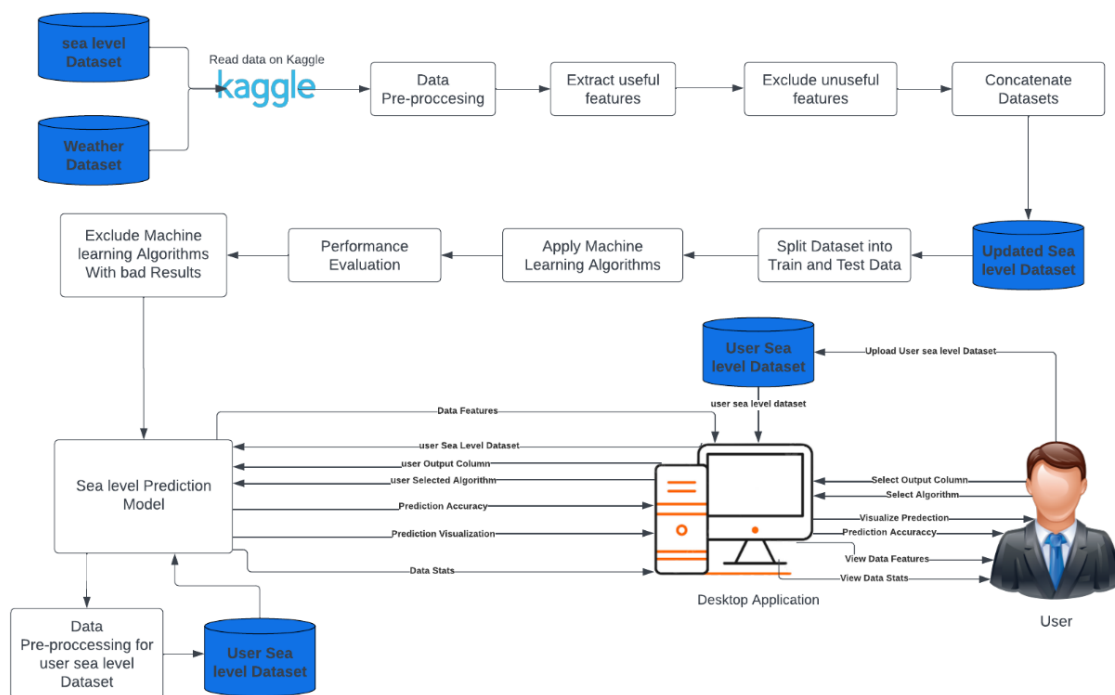 sea level
Dataset
Read data on Kaggle
kaggle
Data
Pre-proccesing
Extract useful
features
Exclude unuseful
features
Concatenate
Datasets
Weather
Dataset
Exclude Machine
learning Algorithms
With bad Results
Performance
Evaluation
Apply Machine
Learning Algorithms
Split Dataset into
Train and Test Data
Updated Sea
level Dataset
User Sea
level Dataset
Upload User sea level Dataset
user sea level dataset
Data Features
user Sea Level Dataset
user Output Column
user Selected Algorithm
Prediction Accuracy
Prediction Visualization
Data Stats
Sea level Prediction
Model
Select Output Column
Select Algorithm
Visualize Predection
Prediction Accuraccy
View Data Features
View Data Stats
Desktop Application
User
Data
Pre-proccessing for
user sea level
Dataset
User Sea
level Dataset